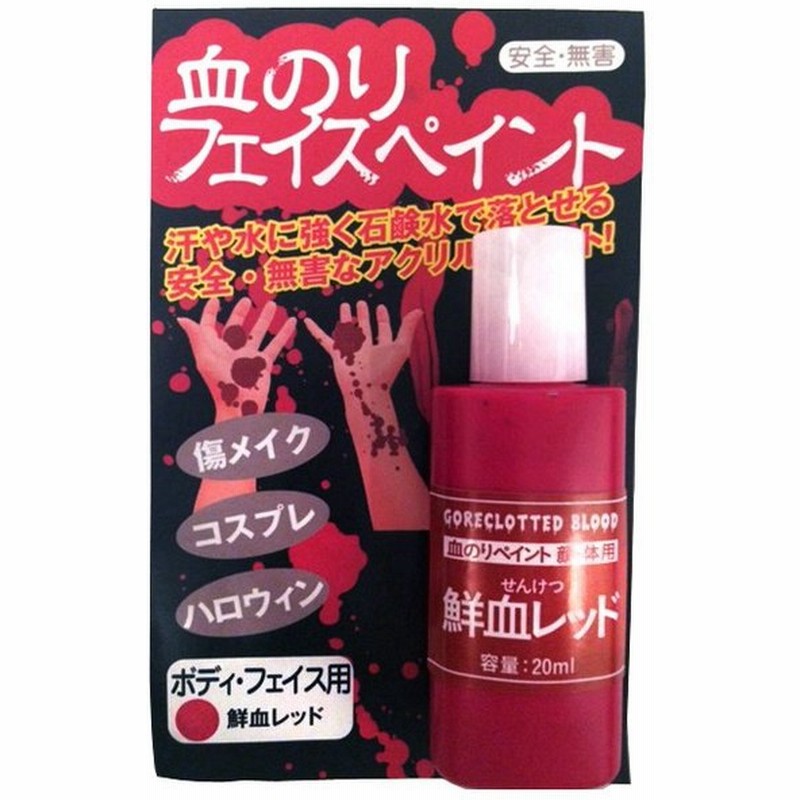 血のり
安全・無害
フェイスペイント
汗や水に強く石鹸水で落とせる
安全・無害なアクリル
ト!
傷メイク
コスプレ
ハロウィン
ボディ・フェイス用
鮮血レッド
GORECLOTTED BLOOD
血のりペイント 顔・体用
せんけつ
鮮血レッド
容量:20ml